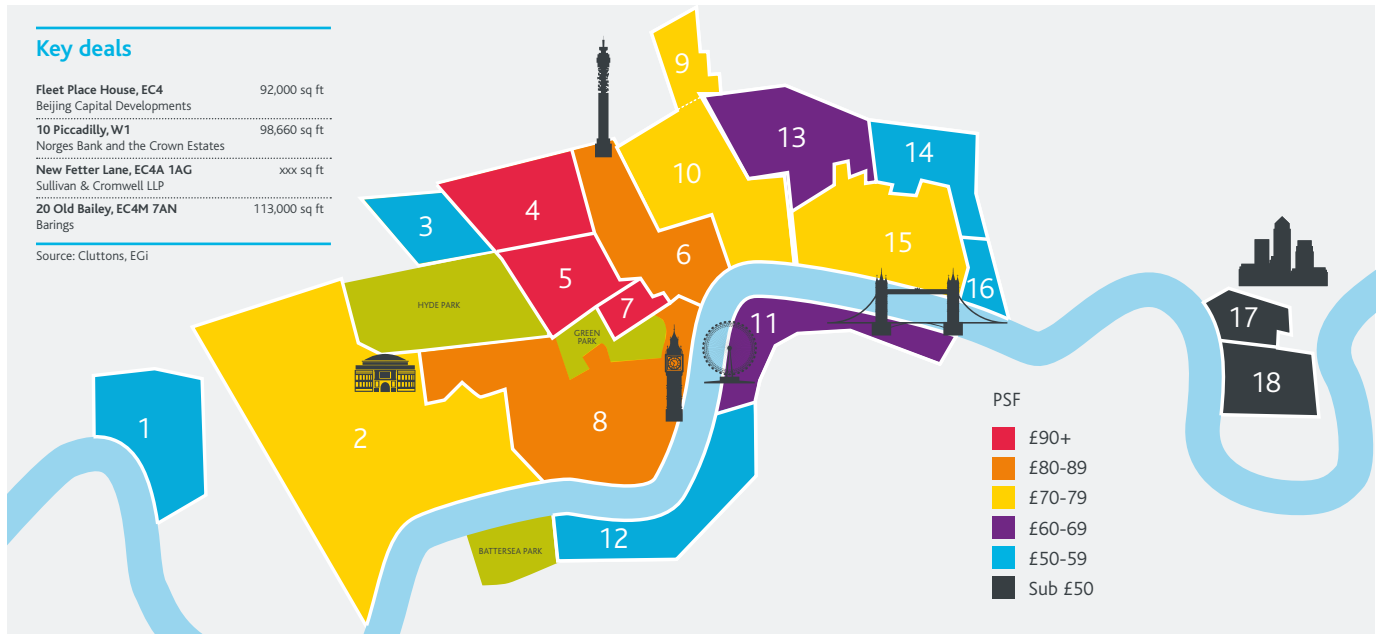 Key deals
Fleet Place House, EC4 92,000 sq ft
Beijing Capital Developments
10 Piccadilly, W1 98,660 sq ft
Norges Bank and the Crown Estates
New Fetter Lane, EC4A 1AG xxx sq ft
Sullivan & Cromwell LLP
20 Old Bailey, EC4M 7AN 113,000 sq ft
Barings
Source: Cluttons, EGi
9
13
14
10
4
3
15
6
5
16
7
HYDE PARK
GREEN
PARK
11
17
18
8
1
2
12
BATTERSEA PARK
PSF
£90+
£80-89
£70-79
£60-69
£50-59
Sub £50